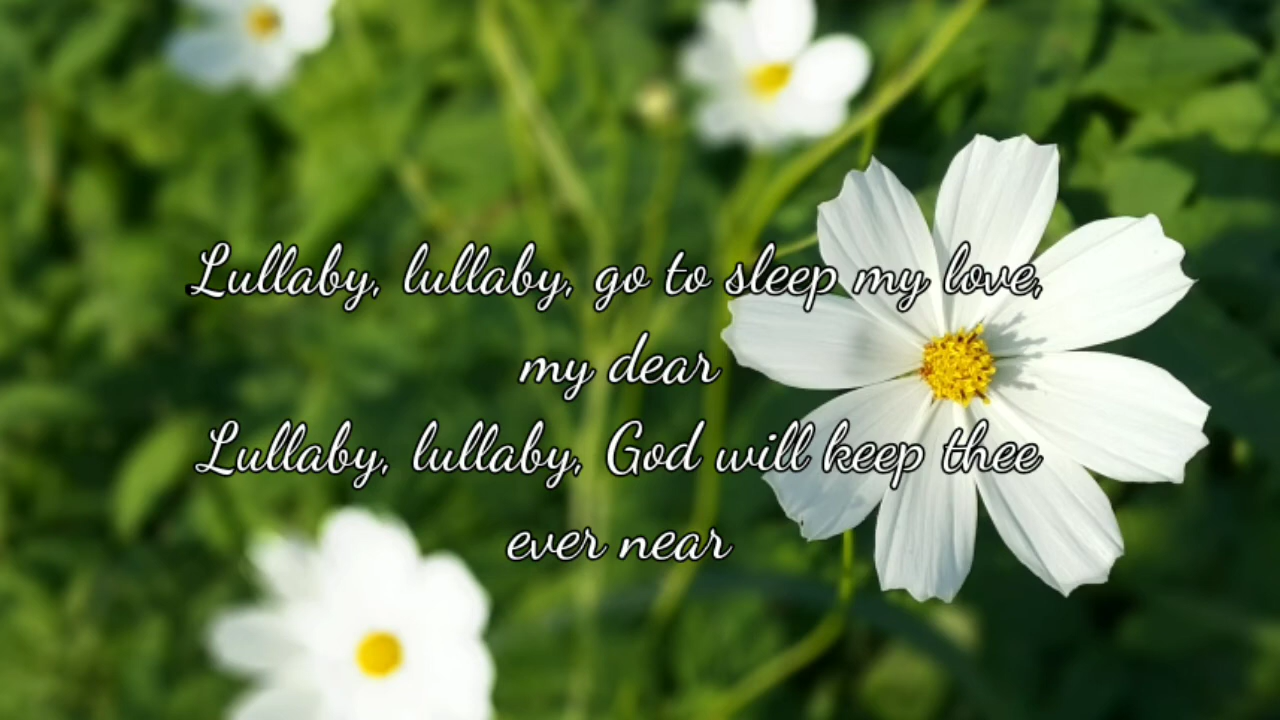 Lullaby, lullaby, go to sleep my love,
my dear
Lullaby, lullaby, God will keep thee
ever near